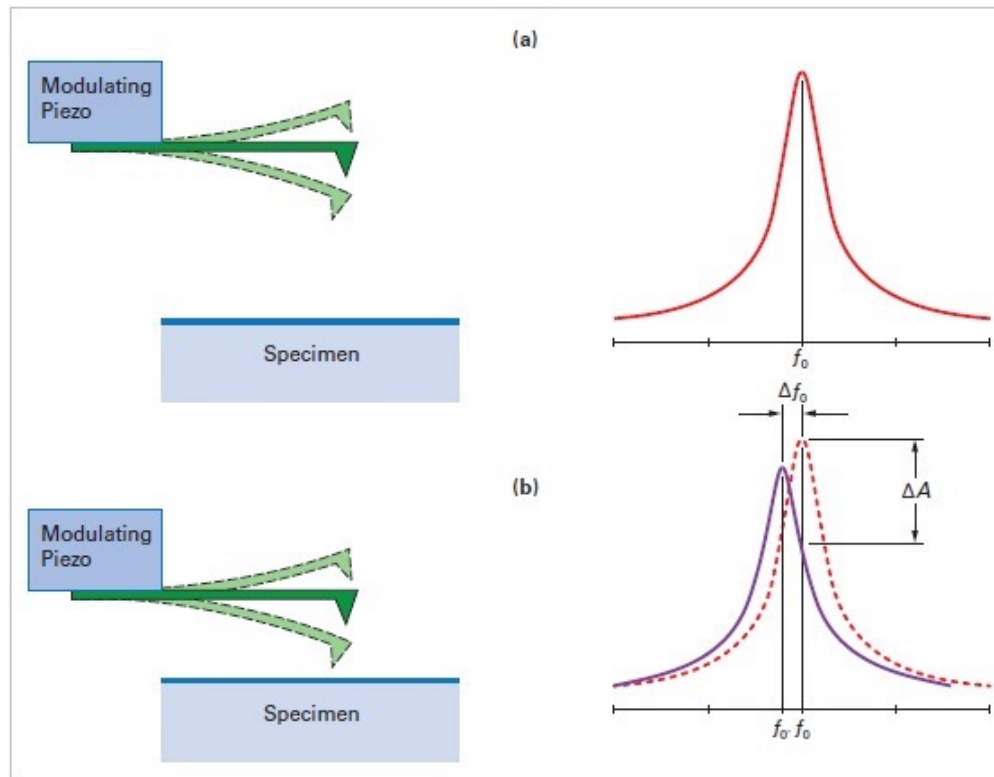 (a)
Modulating
Piezo
Specimen
f₀
Δf₀
(b)
ΔA
Modulating
Piezo
Specimen
f₀' f₀